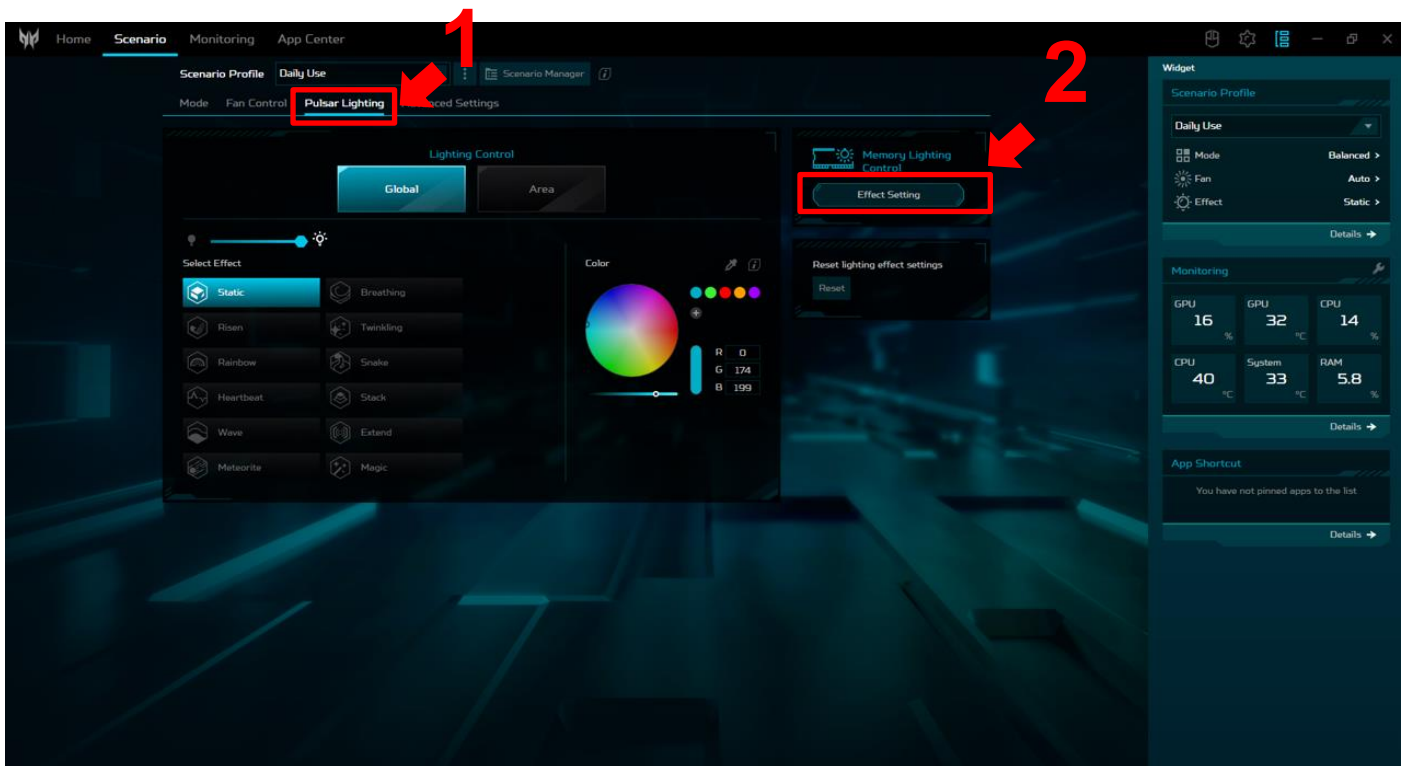 1
2
Home Scenario Monitoring App Center
Scenario Profile Daily Use Scenario Manager
Mode Fan Control Pulsar Lighting Advanced Settings
Lighting Control
Global Area
Select Effect
Static Breathing
Risen Twinkling
Rainbow Snake
Heartbeat Stack
Wave Extend
Meteorite Magic
Color
R 0
G 174
B 199
Memory Lighting
Control
Effect Setting
Reset lighting effect settings
Reset
Widget
Scenario Profile
Daily Use
Mode Balanced >
Fan Auto >
Effect Static >
Details
Monitoring
GPU GPU CPU
16 % 32 °C 14 %
CPU System RAM
40 °C 33 °C 5.8 %
Details
App Shortcut
You have not pinned apps to the list
Details